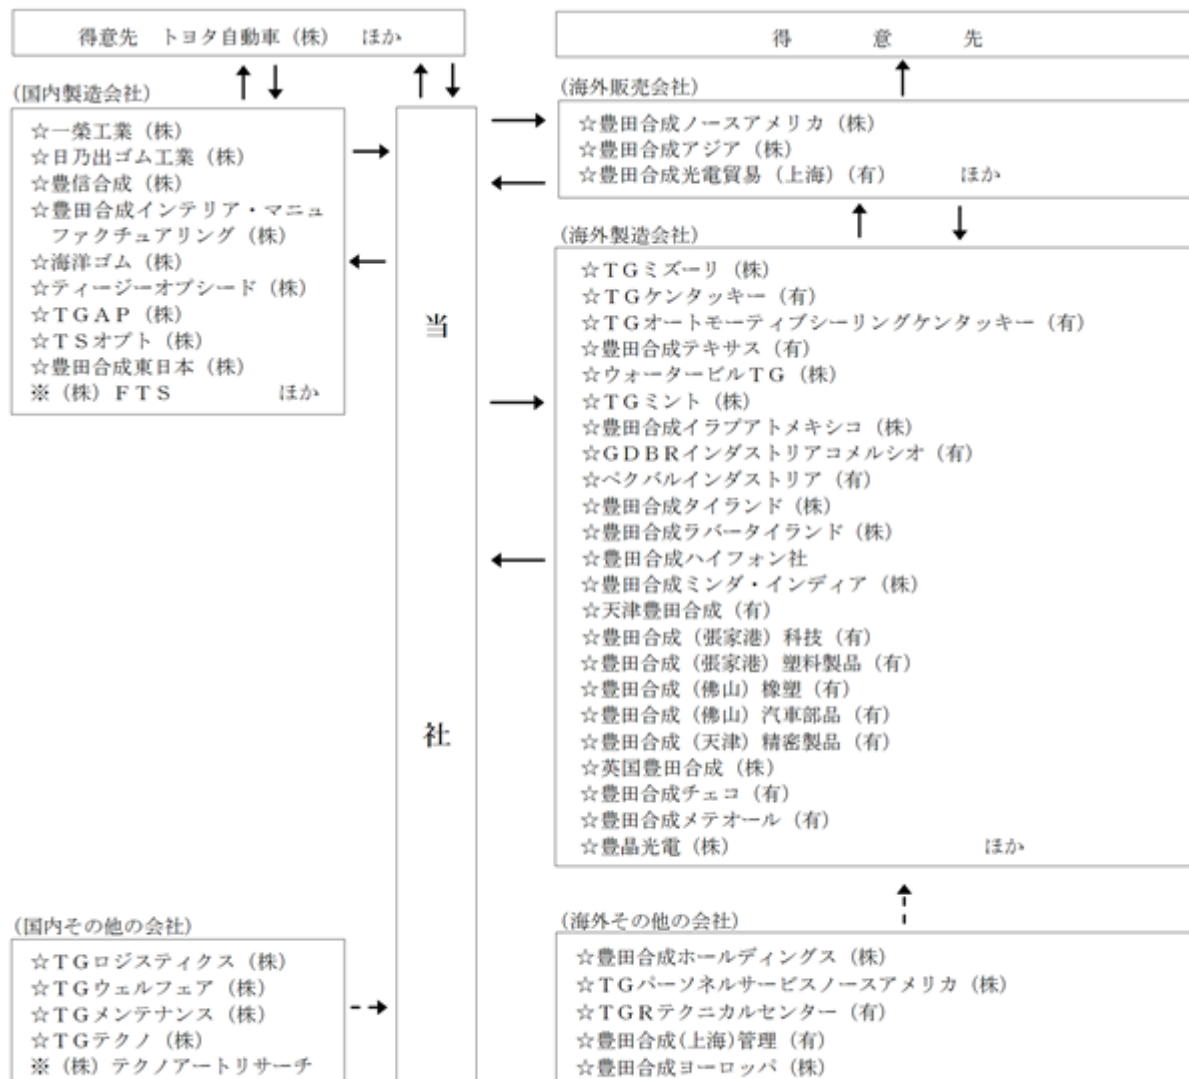 得意先 トヨタ自動車(株) ほか
(国内製造会社)
☆一榮工業(株)
☆日乃出ゴム工業(株)
☆豊信合成(株)
☆豊田合成インテリア・マニュ
ファクチュアリング(株)
☆海洋ゴム(株)
☆ティージーオプシード(株)
☆TGAP(株)
☆TSオプト(株)
☆豊田合成東日本(株)
※(株)FTS ほか
(国内その他の会社)
☆TGロジスティクス(株)
☆TGウェルフェア(株)
☆TGメンテナンス(株)
☆TGテクノ(株)
※(株)テクノアートリサーチ
当
社
得意先
(海外販売会社)
☆豊田合成ノースアメリカ(株)
☆豊田合成アジア(株)
☆豊田合成光電貿易(上海)(有) ほか
(海外製造会社)
☆TGミズーリ(株)
☆TGケンタッキー(有)
☆TGオートモーティブシーリングケンタッキー(有)
☆豊田合成テキサス(有)
☆ウォータービルTG(株)
☆TGミント(株)
☆豊田合成イラプアトメキシコ(株)
☆GDBRインダストリアコメルシオ(有)
☆ペクバルインダストリア(有)
☆豊田合成タイランド(株)
☆豊田合成ラバータイランド(株)
☆豊田合成ハイフォン社
☆豊田合成ミンダ・インディア(株)
☆天津豊田合成(有)
☆豊田合成(張家港)科技(有)
☆豊田合成(張家港)塑料製品(有)
☆豊田合成(佛山)橡塑(有)
☆豊田合成(佛山)汽車部品(有)
☆豊田合成(天津)精密製品(有)
☆英国豊田合成(株)
☆豊田合成チェコ(有)
☆豊田合成メテオール(有)
☆豊晶光電(株) ほか
(海外その他の会社)
☆豊田合成ホールディングス(株)
☆TGパーソネルサービスノースアメリカ(株)
☆TGRテクニカルセンター(有)
☆豊田合成(上海)管理(有)
☆豊田合成ヨーロッパ(株)